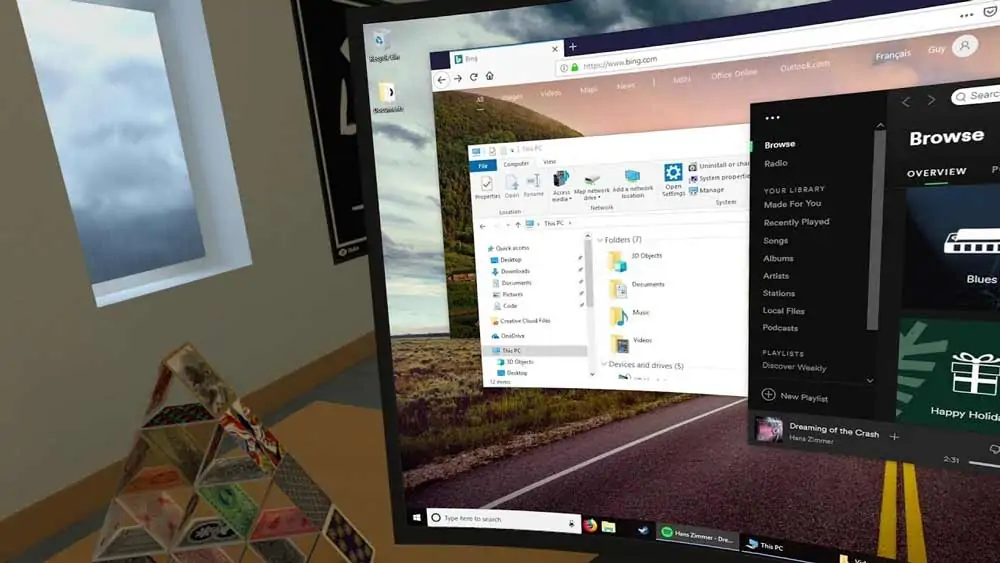 Recycle Bin
Documents
Bing
https://www.bing.com
All Images Videos Maps News MSN Office Online Outlook.com
Français Guy
This PC
File Computer View
Properties Open Rename
Access media
Map network drive
Add a network location
Open Settings
Uninstall or chan
System propertie
Manage
Location Network System
This PC
Quick access
Desktop
Downloads
Documents
Pictures
Code
Creative Cloud Files
OneDrive
This PC
3D Objects
Desktop
12 items
Folders (7)
3D Objects
Documents
Music
Videos
Devices and drives (5)
Searc
Browse
Radio
YOUR LIBRARY
Made For You
Recently Played
Songs
Albums
Artists
Stations
Local Files
Podcasts
PLAYLISTS
Discover Weekly
New Playlist
Browse
OVERVIEW
Blues
Happy Holida
Dreaming of the Crash
Hans Zimmer
2:31
Type here to search
Hans Zimmer - Dre...
This PC